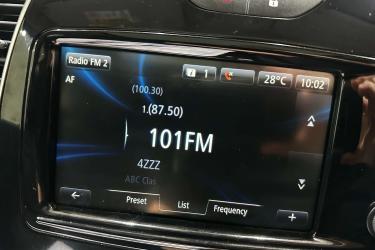 Radio FM 2
1
28°C
10:02
AF
(100.30)
1.(87.50)
101FM
4ZZZ
ABC Clas
Preset
List
Frequency